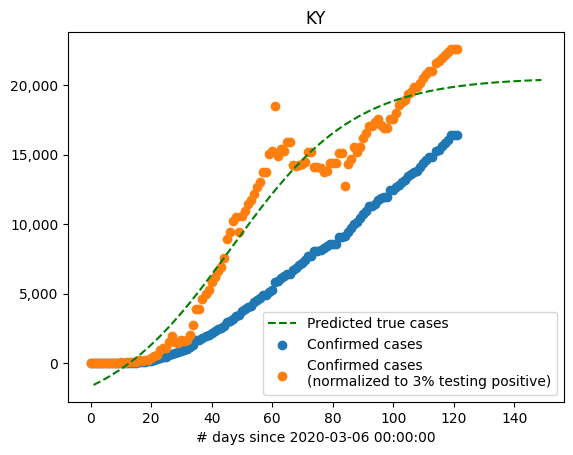 KY
20,000
15,000
10,000
5,000
0
0 20 40 60 80 100 120 140
# days since 2020-03-06 00:00:00
Predicted true cases
Confirmed cases
Confirmed cases
(normalized to 3% testing positive)